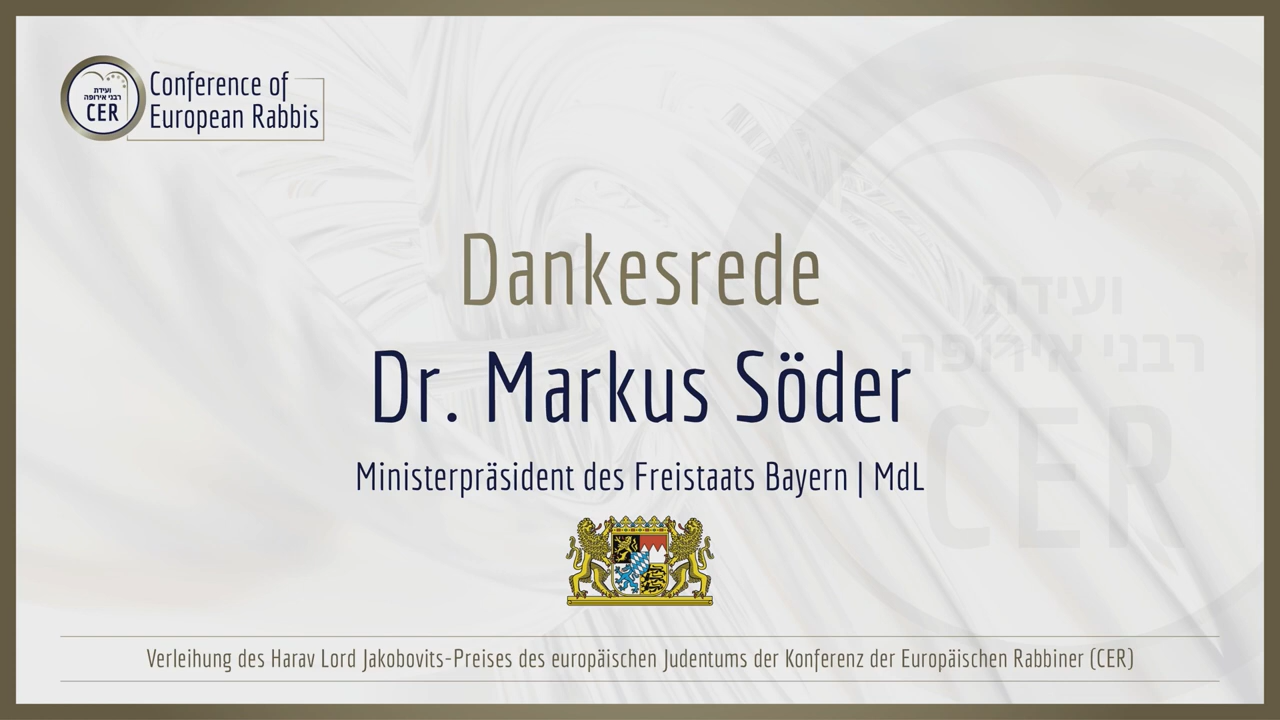 ועידת
רבני אירופה
CER
Conference of
European Rabbis
Dankesrede
Dr. Markus Söder
Ministerpräsident des Freistaats Bayern | MdL
ועידת
רבני אירופה
CER
Verleihung des Harav Lord Jakobovits-Preises des europäischen Judentums der Konferenz der Europäischen Rabbiner (CER)